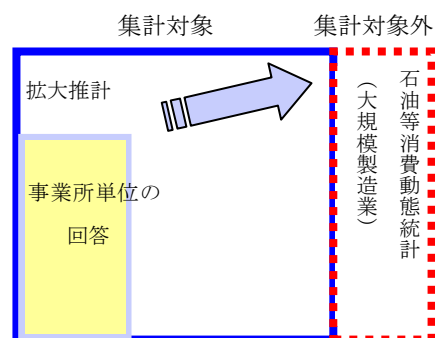 集計対象
集計対象外
拡大推計
事業所単位の
回答
石油等消費動態統計
（大規模製造業）